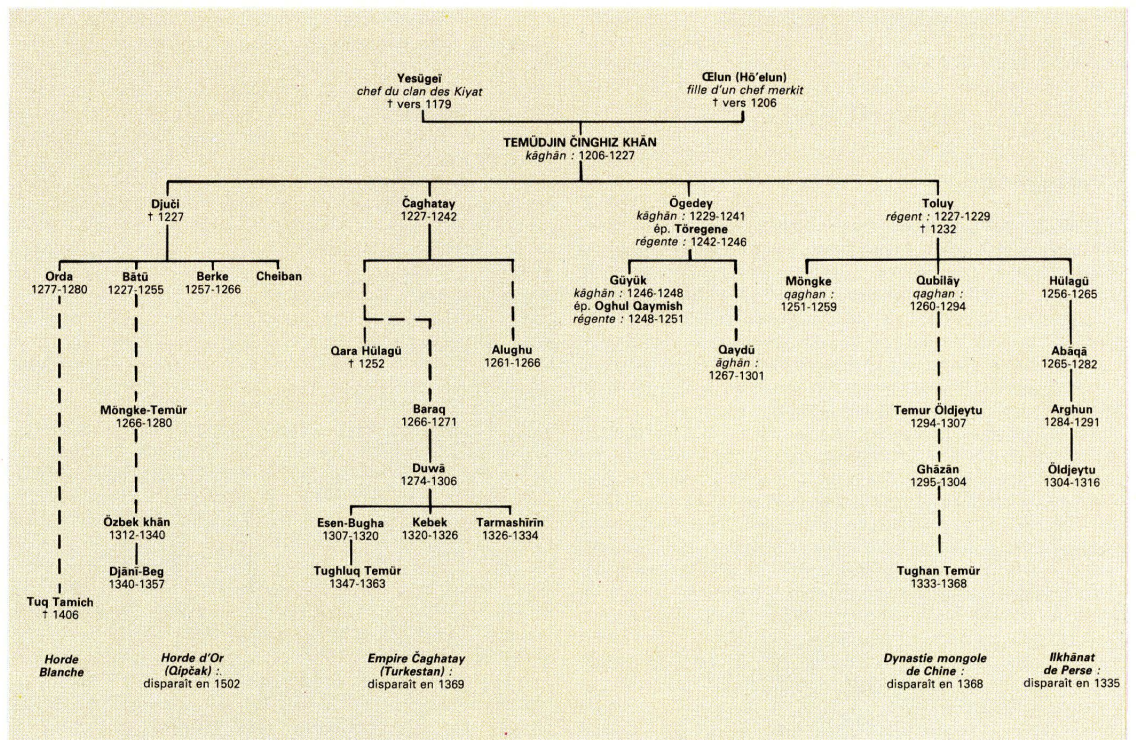 Yesügeï
chef du clan des Kiyat
† vers 1179
Œlun (Hö'elun)
fille d'un chef merkit
† vers 1206
TEMÜDJIN ČINGHIZ KHĀN
kâghân : 1206-1227
Djuči
† 1227
Čaghatay
1227-1242
Ögedey
kâghân : 1229-1241
ép. Töregene
régente : 1242-1246
Toluy
régent : 1227-1229
† 1232
Orda
1277-1280
Bātū
1227-1255
Berke
1257-1266
Cheiban
Güyük
kâghân : 1246-1248
ép. Oghul Qaymish
régente : 1248-1251
Möngke
qaghan :
1251-1259
Qubilāy
qaghan :
1260-1294
Hülagü
1256-1265
Qara Hülagü
† 1252
Alughu
1261-1266
Qaydū
āghān :
1267-1301
Abāqā
1265-1282
Möngke-Temür
1266-1280
Baraq
1266-1271
Temur Öldjeytu
1294-1307
Arghun
1284-1291
Duwā
1274-1306
Ghāzān
1295-1304
Öldjeytu
1304-1316
Özbek khān
1312-1340
Esen-Bugha
1307-1320
Kebek
1320-1326
Tarmashīrīn
1326-1334
Djānī-Beg
1340-1357
Tughluq Temür
1347-1363
Tughan Temür
1333-1368
Tuq Tamich
† 1406
Horde
Blanche
Horde d'Or
(Qipčak) :
disparaît en 1502
Empire Čaghatay
(Turkestan) :
disparaît en 1369
Dynastie mongole
de Chine :
disparaît en 1368
Ilkhānat
de Perse :
disparaît en 1335